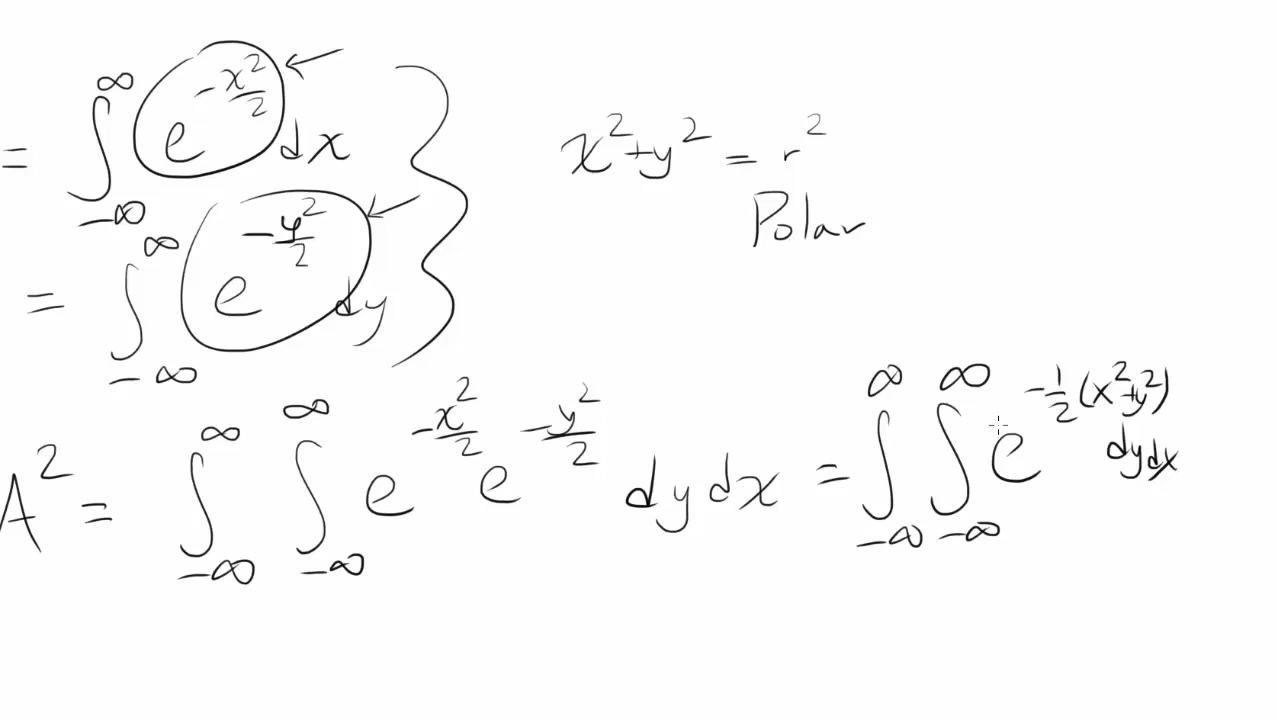 = ∫_{-∞}^{∞} e^{-x²/2} dx
x² + y² = r²
Polar
= ∫_{-∞}^{∞} e^{-y²/2} dy
A² = ∫_{-∞}^{∞} ∫_{-∞}^{∞} e^{-x²/2} e^{-y²/2} dy dx = ∫_{-∞}^{∞} ∫_{-∞}^{∞} e^{-1/2(x²+y²)} dy dx